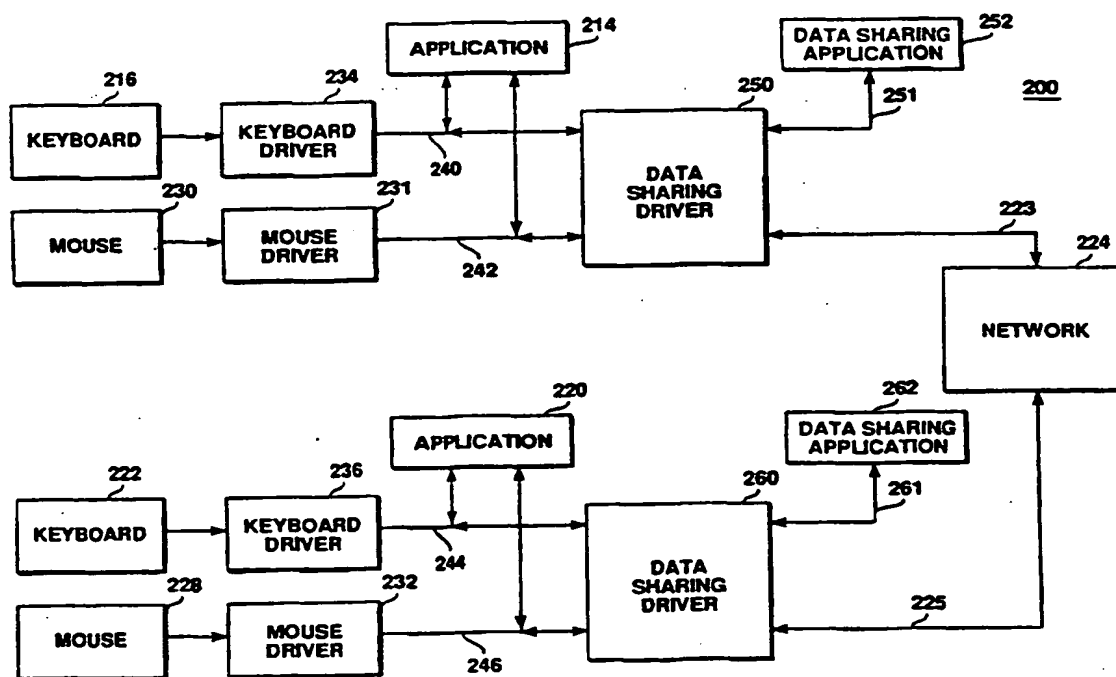 APPLICATION
214
DATA SHARING
APPLICATION
252
200
216
KEYBOARD
234
KEYBOARD
DRIVER
240
250
DATA
SHARING
DRIVER
251
230
MOUSE
231
MOUSE DRIVER
242
223
224
NETWORK
220
APPLICATION
262
DATA SHARING
APPLICATION
222
KEYBOARD
236
KEYBOARD
DRIVER
244
260
DATA
SHARING
DRIVER
261
228
MOUSE
232
MOUSE DRIVER
246
225